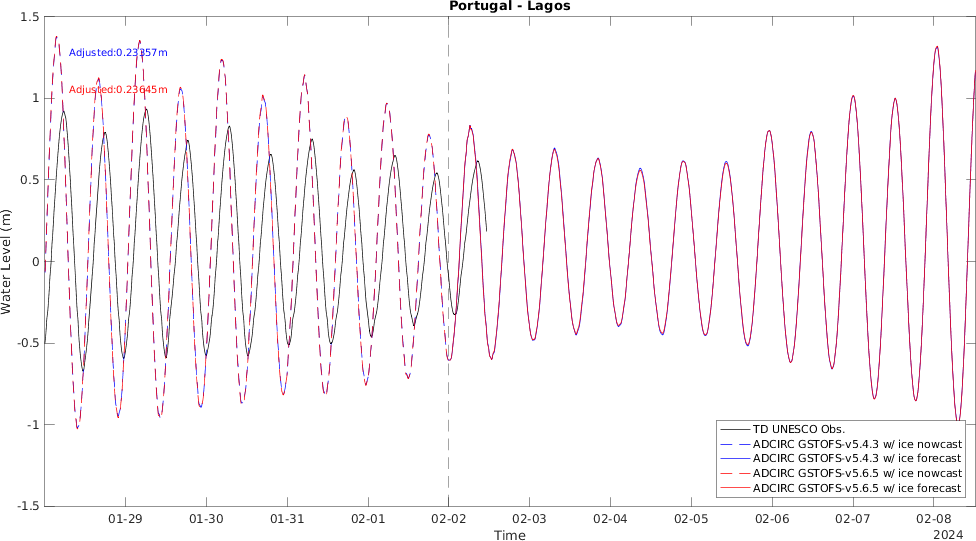 Portugal - Lagos
1.5
1
0.5
0
-0.5
-1
-1.5
Water Level (m)
Adjusted:0.23357m
Adjusted:0.23645m
TD UNESCO Obs.
ADCIRC GSTOFS-v5.4.3 w/ ice nowcast
ADCIRC GSTOFS-v5.4.3 w/ ice forecast
ADCIRC GSTOFS-v5.6.5 w/ ice nowcast
ADCIRC GSTOFS-v5.6.5 w/ ice forecast
01-29 01-30 01-31 02-01 02-02 02-03 02-04 02-05 02-06 02-07 02-08
Time
2024